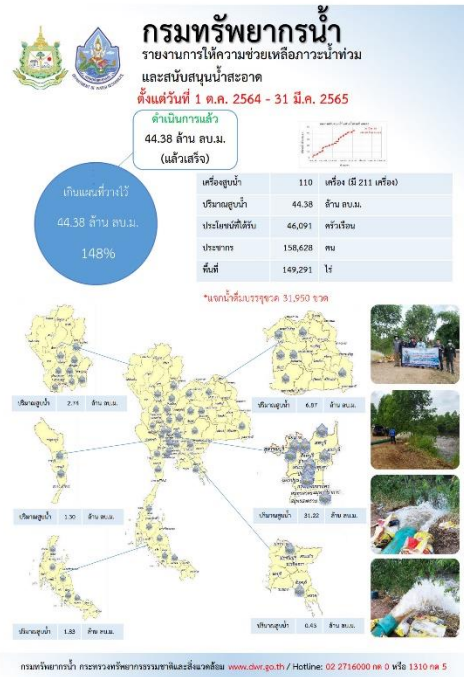 กรมทรัพยากรน้ำ
รายงานการให้ความช่วยเหลือภาวะน้ำท่วม
และสนับสนุนน้ำสะอาด
ตั้งแต่วันที่ 1 ต.ค. 2564 - 31 มี.ค. 2565
ดำเนินการแล้ว
44.38 ล้าน ลบ.ม.
(แล้วเสร็จ)
เกินแผนที่วางไว้
44.38 ล้าน ลบ.ม.
148%
เครื่องสูบน้ำ 110 เครื่อง (มี 211 เครื่อง)
ปริมาณสูบน้ำ 44.38 ล้าน ลบ.ม.
ประโยชน์ที่ได้รับ 46,091 ครัวเรือน
ประชากร 158,628 คน
พื้นที่ 149,291 ไร่
*แจกน้ำดื่มบรรจุขวด 31,950 ขวด
ปริมาณสูบน้ำ 2.74 ล้าน ลบ.ม.
ปริมาณสูบน้ำ 6.87 ล้าน ลบ.ม.
ปริมาณสูบน้ำ 1.30 ล้าน ลบ.ม.
ปริมาณสูบน้ำ 31.22 ล้าน ลบ.ม.
ปริมาณสูบน้ำ 1.83 ล้าน ลบ.ม.
ปริมาณสูบน้ำ 0.45 ล้าน ลบ.ม.
กรมทรัพยากรน้ำ กระทรวงทรัพยากรธรรมชาติและสิ่งแวดล้อม www.dwr.go.th / Hotline: 02 2716000 กด 0 หรือ 1310 กด 5